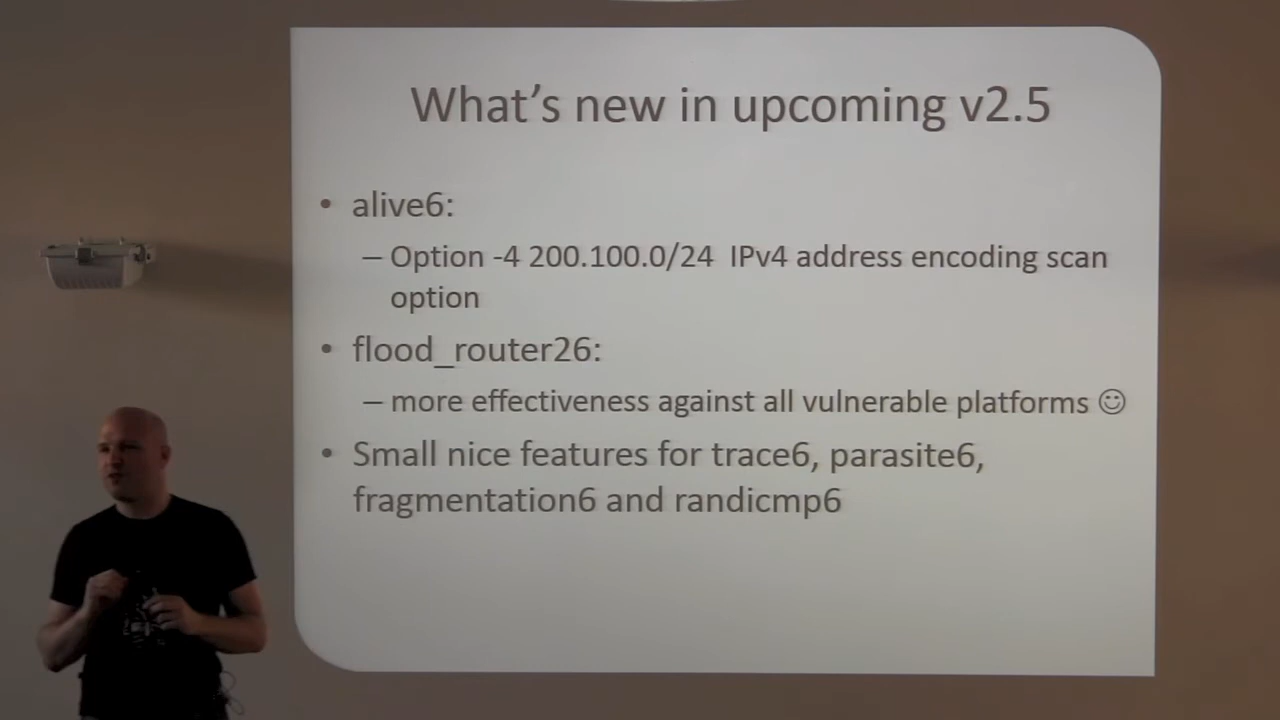 What's new in upcoming v2.5
• alive6:
– Option -4 200.100.0/24 IPv4 address encoding scan
option
• flood_router26:
– more effectiveness against all vulnerable platforms ☺
• Small nice features for trace6, parasite6,
fragmentation6 and randicmp6